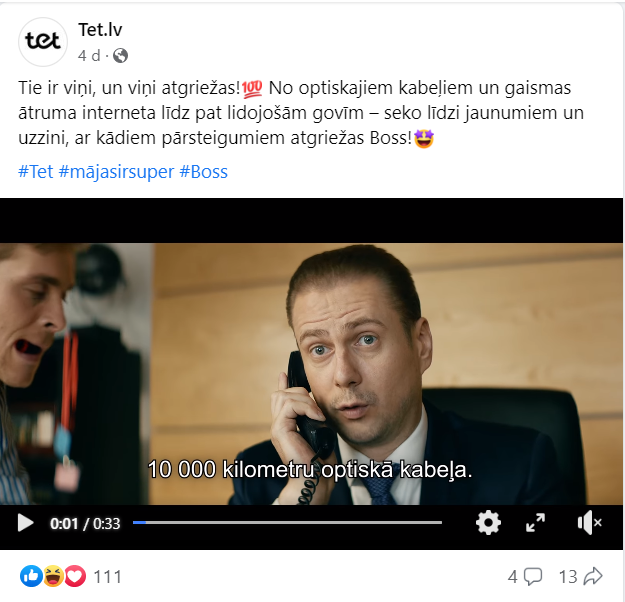 tet
Tet.lv
4 d ·
Tie ir viņi, un viņi atgriežas!💯 No optiskajiem kabeļiem un gaismas
ātruma interneta līdz pat lidojošām govīm – seko līdzi jaunumiem un
uzzini, ar kādiem pārsteigumiem atgriežas Boss!🤩
#Tet #mājasirsuper #Boss
10 000 kilometru optiskā kabeļa.
0:01 / 0:33
111
4
13